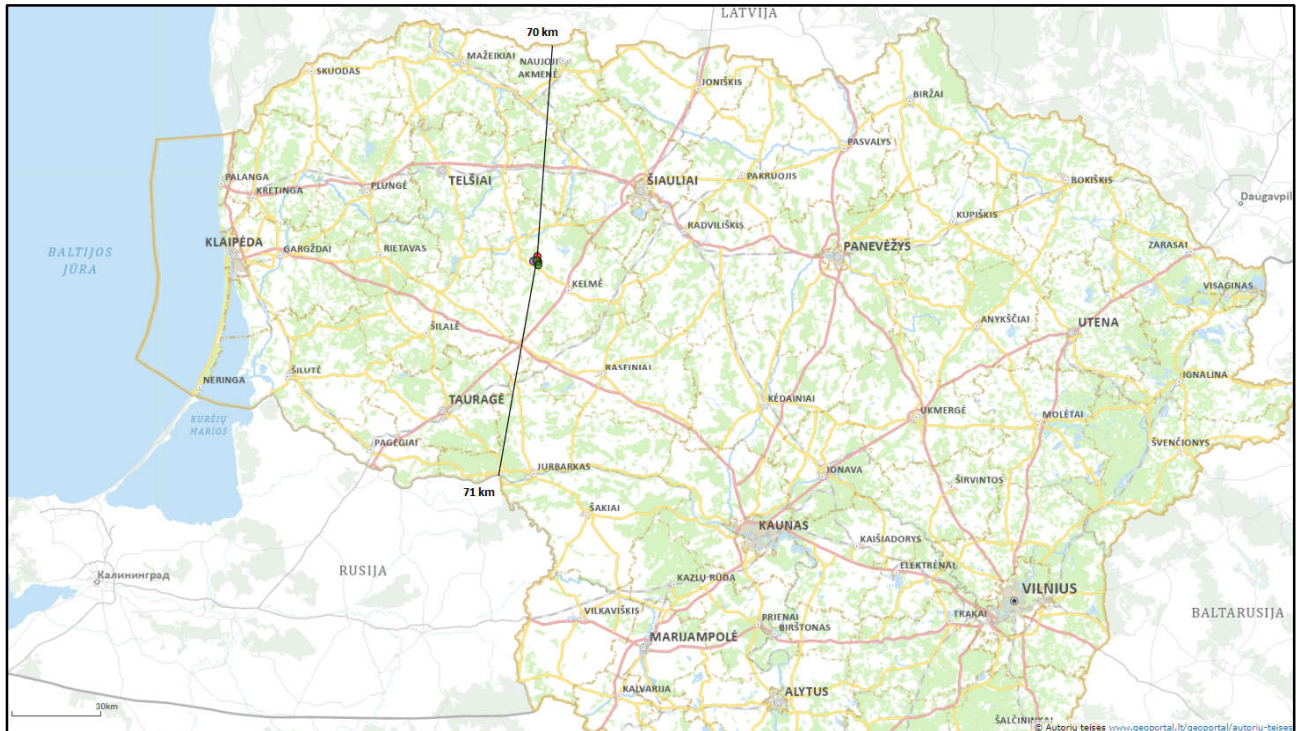 LATVIJA
70 km
MAŽEIKIAI
NAUJOJI
AKMENĖ
SKUODAS
JONIŠKIS
BIRŽAI
PASVALYS
PALANGA
KRETINGA
PLUNGĖ
TELŠIAI
ŠIAULIAI
PAKRUOJIS
ROKIŠKIS
Daugavpil
KUPIŠKIS
RADVILIŠKIS
KLAIPĖDA
GARGŽDAI
RIETAVAS
PANEVĖŽYS
ZARASAI
BALTIJOS
JŪRA
KELMĖ
VISAGINAS
ŠILALĖ
ANYKŠČIAI
UTENA
NERINGA
ŠILUTĖ
RASEINIAI
IGNALINA
KURŠIŲ
MARIOS
TAURAGĖ
KĖDAINIAI
UKMERGĖ
MOLĖTAI
PAGĖGIAI
ŠVENČIONYS
JURBARKAS
JONAVA
71 km
ŠIRVINTOS
ŠAKIAI
KAUNAS
KAIŠIADORYS
RUSIJA
Калининград
KAZLŲ RŪDA
ELEKTRĖNAI
VILNIUS
VILKAVIŠKIS
PRIENAI
BIRŠTONAS
TRAKAI
BALTARUSIJA
MARIJAMPOLĖ
KALVARIJA
ALYTUS
30km
ŠALČININKAI
© Autorių teisės www.geoportal.lt/geoportal/autoriu-teises